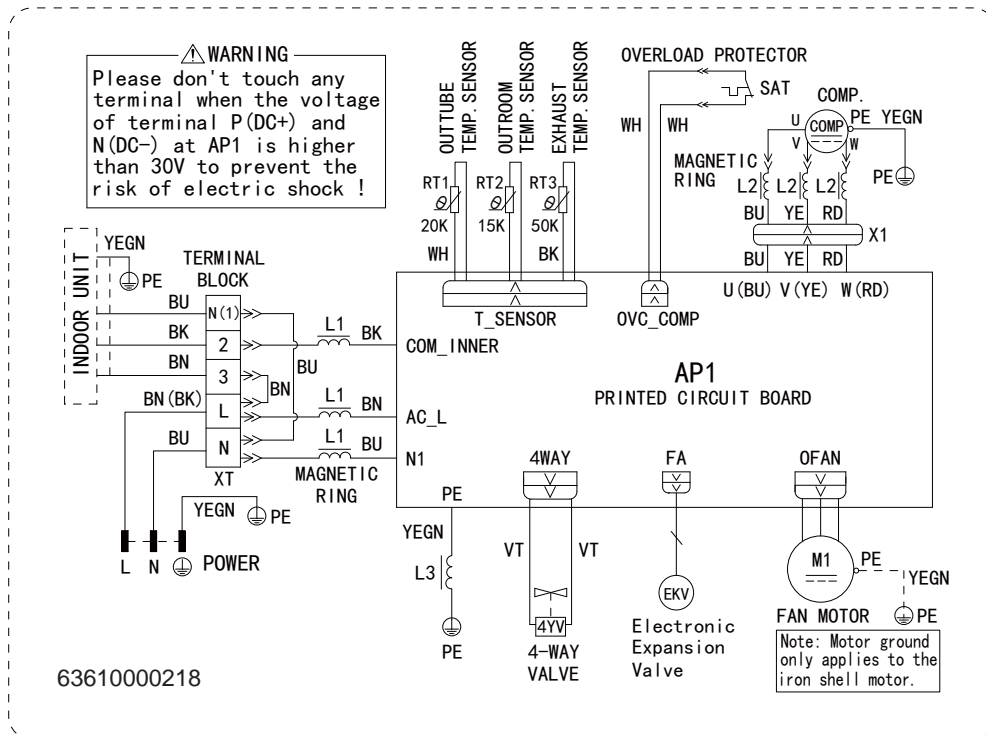 WARNING
Please don't touch any
terminal when the voltage
of terminal P(DC+) and
N(DC-) at AP1 is higher
than 30V to prevent the
risk of electric shock !
OUTTUBE
TEMP. SENSOR
OUTROOM
TEMP. SENSOR
EXHAUST
TEMP. SENSOR
RT1
RT2
RT3
20K
15K
50K
WH
BK
T_SENSOR
OVERLOAD PROTECTOR
SAT
WH
WH
OVC_COMP
COMP.
U
COMP
PE
YEGN
V
W
MAGNETIC
RING
PE
L2
L2
L2
BU
YE
RD
X1
BU
YE
RD
U(BU)
V(YE)
W(RD)
INDOOR UNIT
YEGN
PE
TERMINAL
BLOCK
BU
N(1)
BK
2
L1
BK
COM_INNER
BN
3
BU
BN
BN(BK)
L
L1
BN
AC_L
BU
N
L1
BU
N1
XT
MAGNETIC
RING
YEGN
PE
L
N
POWER
AP1
PRINTED CIRCUIT BOARD
PE
YEGN
L3
PE
4WAY
VT
VT
4YV
4-WAY
VALVE
FA
EKV
Electronic
Expansion
Valve
OFAN
M1
PE
YEGN
FAN MOTOR
PE
Note: Motor ground
only applies to the
iron shell motor.
63610000218